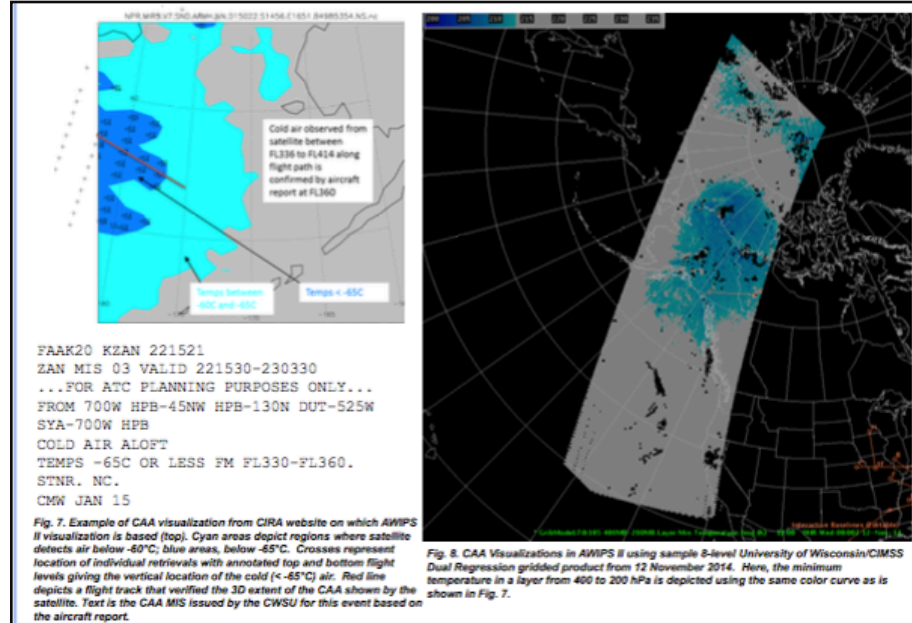 Cold air observed from
satellite between
FL336 to FL414 along
flight path is
confirmed by aircraft
report at FL360
Temps between
-60C and -65C
Temps < -65C
FAAK20 KZAN 221521
ZAN MIS 03 VALID 221530-230330
...FOR ATC PLANNING PURPOSES ONLY...
FROM 700W HPB-45NW HPB-130N DUT-525W
SYA-700W HPB
COLD AIR ALOFT
TEMPS -65C OR LESS FM FL330-FL360.
STNR. NC.
CMW JAN 15
Fig. 7. Example of CAA visualization from CIRA website on which AWIPS
II visualization is based (top). Cyan areas depict regions where satellite
detects air below -60°C; blue areas, below -65°C. Crosses represent
location of individual retrievals with annotated top and bottom flight
levels giving the vertical location of the cold (< -65°C) air. Red line
depicts a flight track that verified the 3D extent of the CAA shown by the
satellite. Text is the CAA MIS issued by the CWSU for this event based on
the aircraft report.
200 205 210 215 220 225 230 235
Fig. 8. CAA Visualizations in AWIPS II using sample 8-level University of Wisconsin/CIMSS
Dual Regression gridded product from 12 November 2014. Here, the minimum
temperature in a layer from 400 to 200 hPa is depicted using the same color curve as is
shown in Fig. 7.